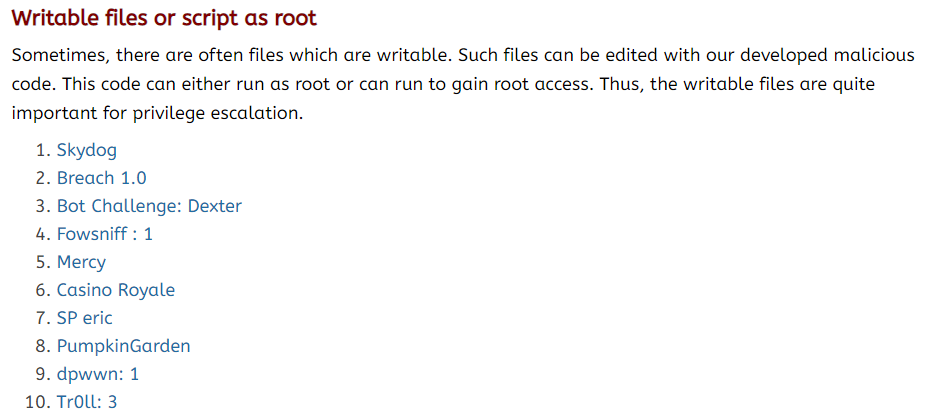 Writable files or script as root
Sometimes, there are often files which are writable. Such files can be edited with our developed malicious
code. This code can either run as root or can run to gain root access. Thus, the writable files are quite
important for privilege escalation.
1. Skydog
2. Breach 1.0
3. Bot Challenge: Dexter
4. Fowsniff : 1
5. Mercy
6. Casino Royale
7. SP eric
8. PumpkinGarden
9. dpwwn: 1
10. Tr0ll: 3